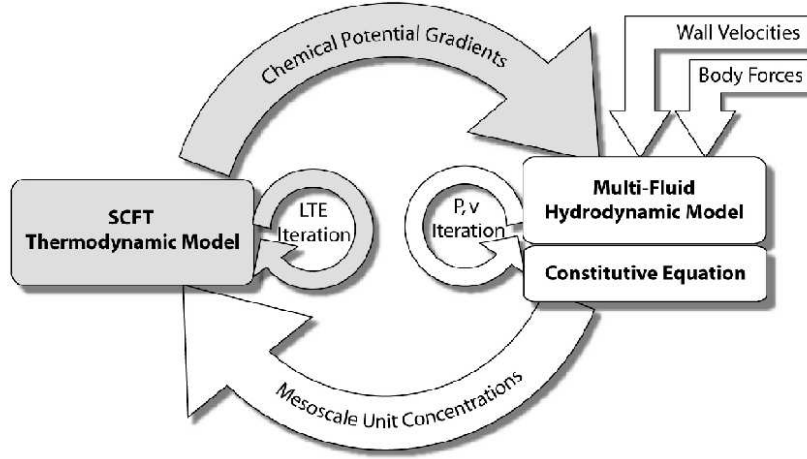 Chemical Potential Gradients
Wall Velocities
Body Forces
SCFT
Thermodynamic Model
LTE
Iteration
P, v
Iteration
Multi-Fluid
Hydrodynamic Model
Constitutive Equation
Mesoscale Unit Concentrations